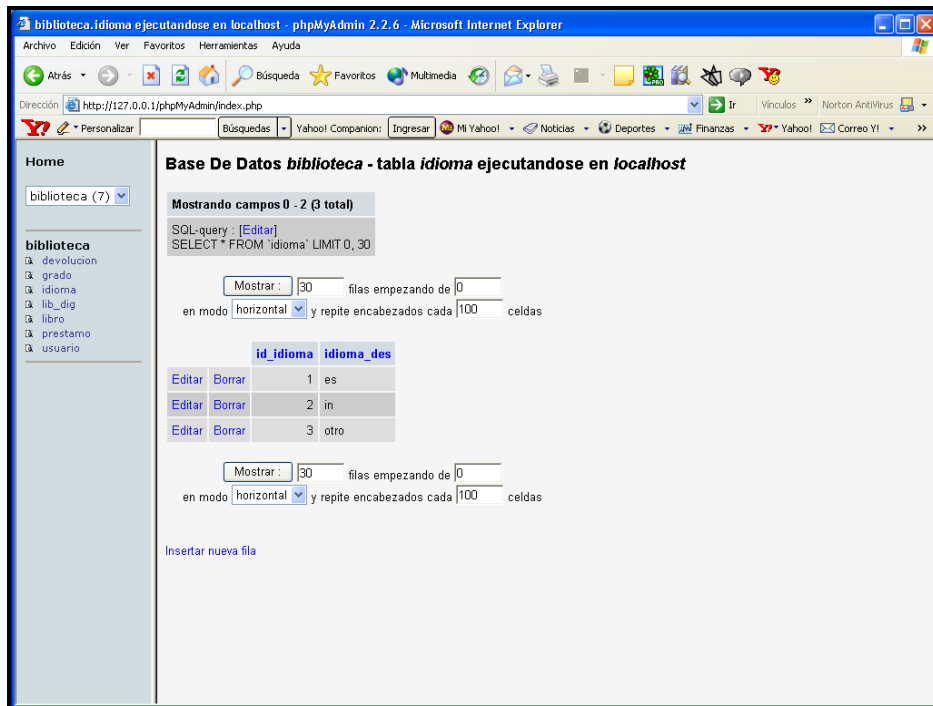 biblioteca.idioma ejecutandose en localhost - phpMyAdmin 2.2.6 - Microsoft Internet Explorer
Archivo Edición Ver Favoritos Herramientas Ayuda
Atrás Búsqueda Favoritos Multimedia
Dirección http://127.0.0.1/phpMyAdmin/index.php Ir Vínculos » Norton AntiVirus
Y! Personalizar Búsquedas Yahoo! Companion: Ingresar Mi Yahoo! Noticias Deportes Finanzas Y! Yahoo! Correo Y! »
Home
biblioteca (7)
biblioteca
devolucion
grado
idioma
lib_dig
libro
prestamo
usuario
Base De Datos biblioteca - tabla idioma ejecutandose en localhost
Mostrando campos 0 - 2 (3 total)
SQL-query : [Editar]
SELECT * FROM `idioma` LIMIT 0, 30
Mostrar : 30 filas empezando de 0
en modo horizontal y repite encabezados cada 100 celdas
id_idioma idioma_des
Editar Borrar 1 es
Editar Borrar 2 in
Editar Borrar 3 otro
Mostrar : 30 filas empezando de 0
en modo horizontal y repite encabezados cada 100 celdas
Insertar nueva fila